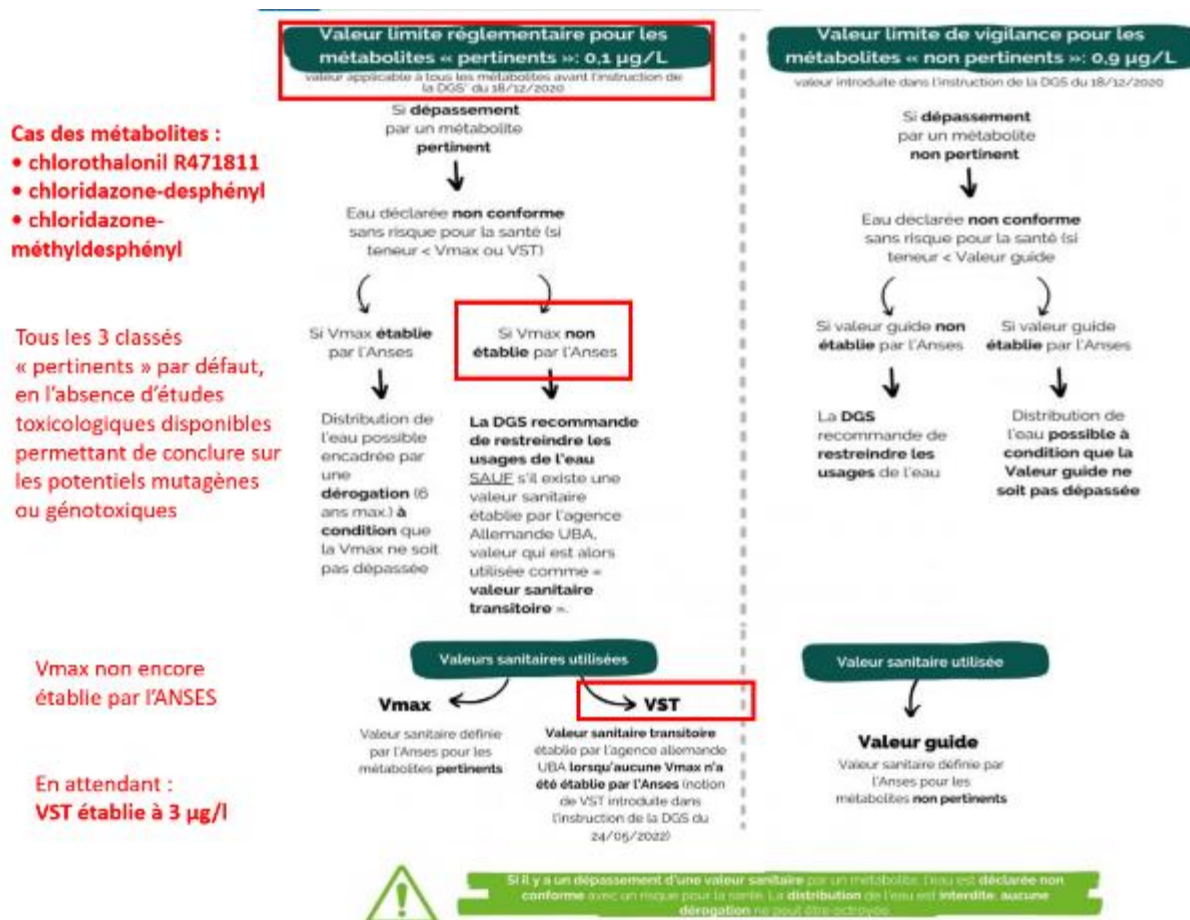 Valeur limite réglementaire pour les
métabolites « pertinents »: 0,1 µg/L
valeur applicable à tous les métabolites avant l'instruction de
la DGS* du 18/12/2020
Si dépassement
par un métabolite
pertinent
Eau déclarée non conforme
sans risque pour la santé (si
teneur < Vmax ou VST)
Si Vmax établie
par l'Anses
Si Vmax non
établie par l'Anses
Distribution de
l'eau possible
encadrée par
une
dérogation (6
ans max.) à
condition que
la Vmax ne soit
pas dépassée
La DGS recommande
de restreindre les
usages de l'eau
SAUF s'il existe une
valeur sanitaire
établie par l'agence
Allemande UBA,
valeur qui est alors
utilisée comme «
valeur sanitaire
transitoire ».
Valeur limite de vigilance pour les
métabolites « non pertinents »: 0,9 µg/L
valeur introduite dans l'instruction de la DGS du 18/12/2020
Si dépassement
par un métabolite
non pertinent
Eau déclarée non conforme
sans risque pour la santé (si
teneur < Valeur guide
Si valeur guide non
établie par l'Anses
Si valeur guide
établie par l'Anses
La DGS
recommande de
restreindre les
usages de l'eau
Distribution de
l'eau possible à
condition que la
Valeur guide ne
soit pas dépassée
Cas des métabolites :
• chlorothalonil R471811
• chloridazone-desphényl
• chloridazone-
méthyldesphényl
Tous les 3 classés
« pertinents » par défaut,
en l'absence d'études
toxicologiques disponibles
permettant de conclure sur
les potentiels mutagènes
ou génotoxiques
Vmax non encore
établie par l'ANSES
En attendant :
VST établie à 3 µg/l
Valeurs sanitaires utilisées
Vmax
Valeur sanitaire définie
par l'Anses pour les
métabolites pertinents
VST
Valeur sanitaire transitoire
établie par l'agence allemande
UBA lorsqu'aucune Vmax n'a
été établie par l'Anses (notion
de VST introduite dans
l'instruction de la DGS du
24/05/2022)
Valeur sanitaire utilisée
Valeur guide
Valeur sanitaire définie par
l'Anses pour les
métabolites non pertinents
Si il y a un dépassement d'une valeur sanitaire par un métabolite, l'eau est déclarée non
conforme avec un risque pour la santé. La distribution de l'eau est interdite, aucune
dérogation ne peut être octroyée.